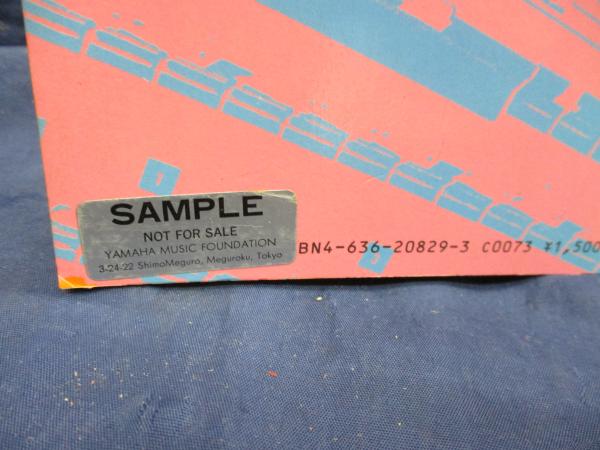 SAMPLE
NOT FOR SALE
YAMAHA MUSIC FOUNDATION
3-24-22 ShimoMeguro, Meguroku, Tokyo
BN4-636-20829-3 C0073 ¥1,500